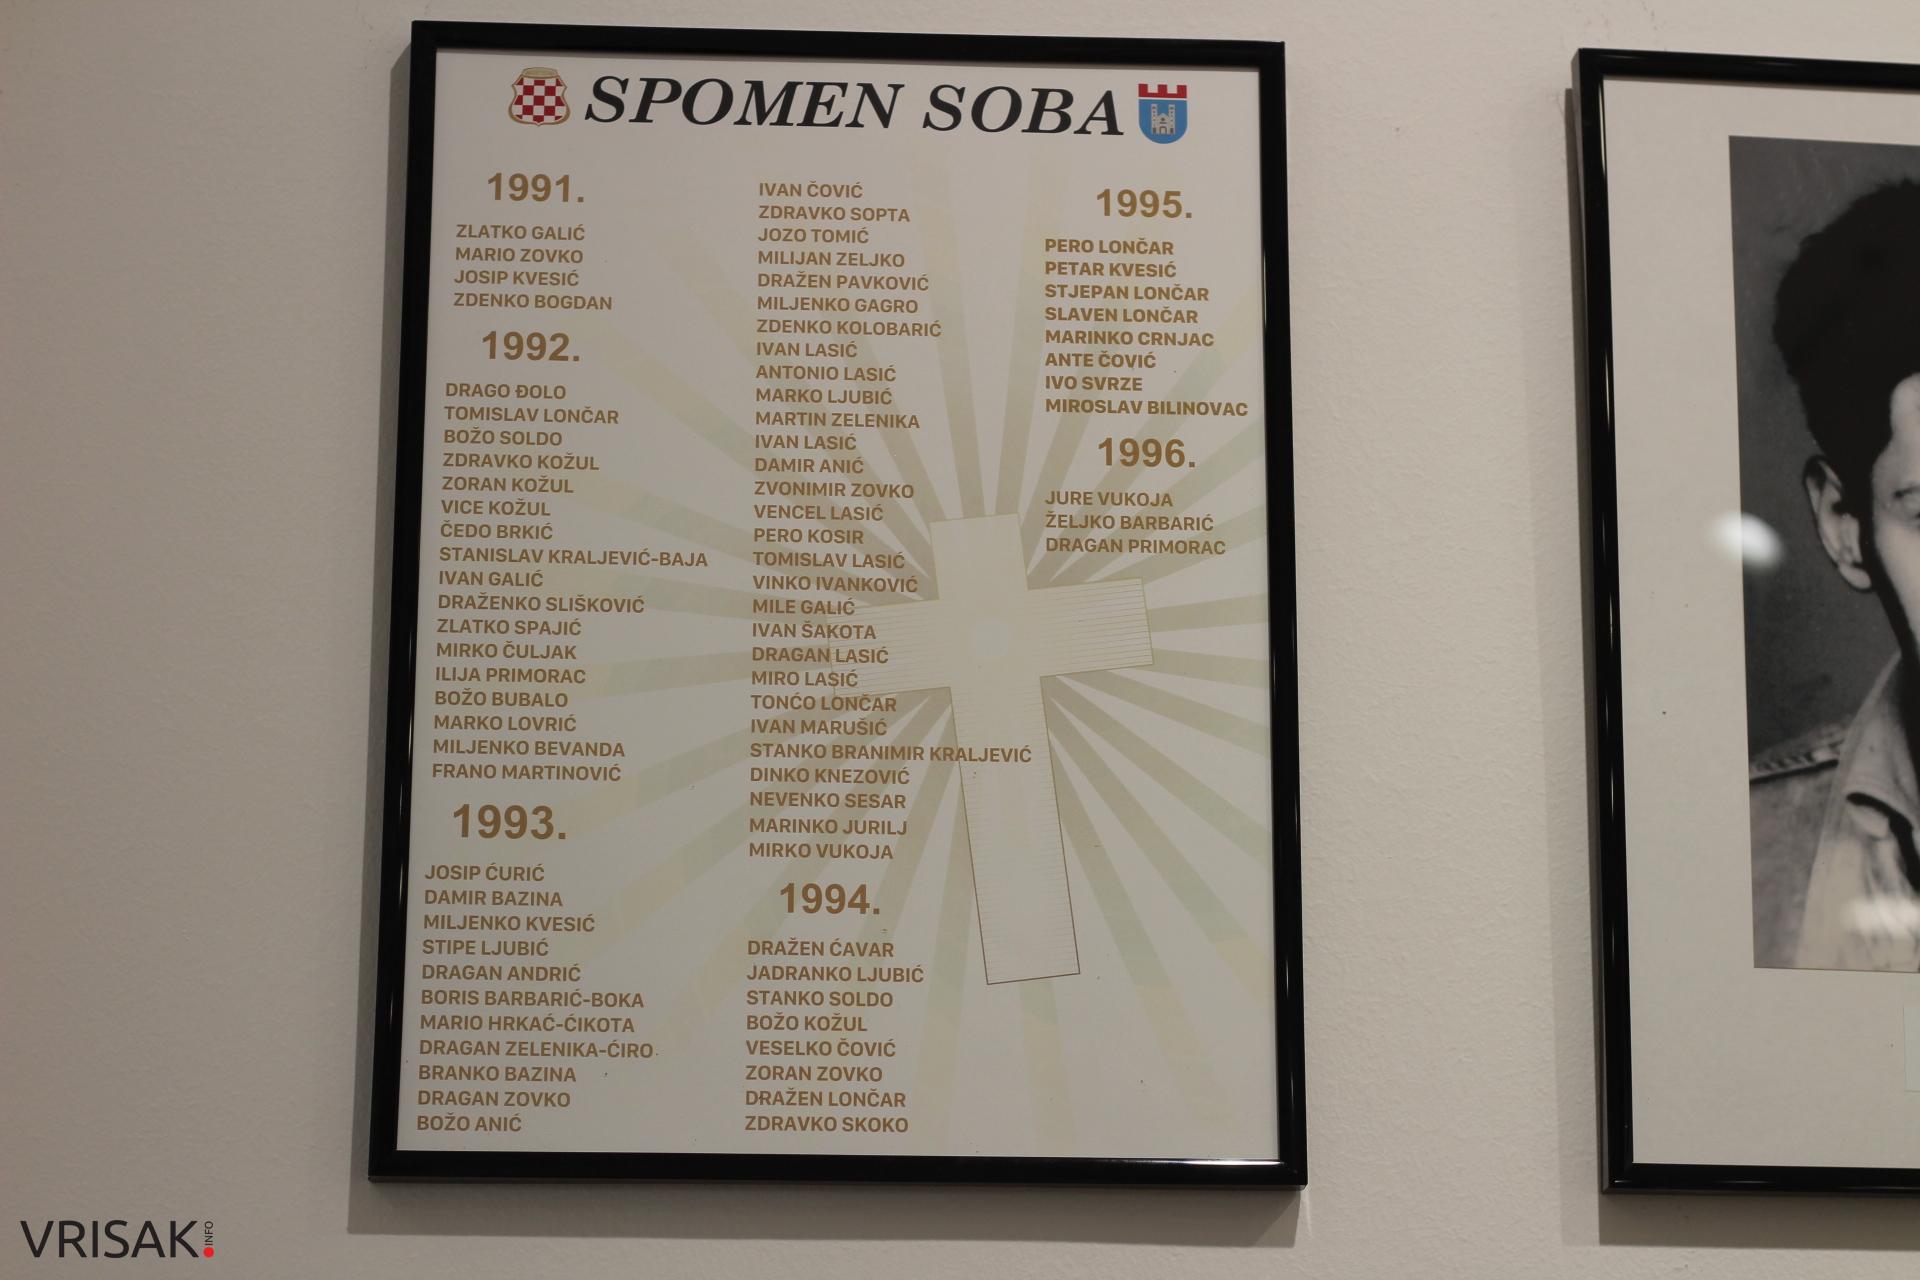 SPOMEN SOBA
1991.
ZLATKO GALIĆ
MARIO ZOVKO
JOSIP KVESIĆ
ZDENKO BOGDAN
1992.
DRAGO ĐOLO
TOMISLAV LONČAR
BOŽO SOLDO
ZDRAVKO KOŽUL
ZORAN KOŽUL
VICE KOŽUL
ČEDO BRKIĆ
STANISLAV KRALJEVIĆ-BAJA
IVAN GALIĆ
DRAŽENKO SLIŠKOVIĆ
ZLATKO SPAJIĆ
MIRKO ČULJAK
ILIJA PRIMORAC
BOŽO BUBALO
MARKO LOVRIĆ
MILJENKO BEVANDA
FRANO MARTINOVIĆ
1993.
JOSIP ĆURIĆ
DAMIR BAZINA
MILJENKO KVESIĆ
STIPE LJUBIĆ
DRAGAN ANDRIĆ
BORIS BARBARIĆ-BOKA
MARIO HRKAĆ-ĆIKOTA
DRAGAN ZELENIKA-ĆIRO
BRANKO BAZINA
DRAGAN ZOVKO
BOŽO ANIĆ
IVAN ČOVIĆ
ZDRAVKO SOPTA
JOZO TOMIĆ
MILIJAN ZELJKO
DRAŽEN PAVKOVIĆ
MILJENKO GAGRO
ZDENKO KOLOBARIĆ
IVAN LASIĆ
ANTONIO LASIĆ
MARKO LJUBIĆ
MARTIN ZELENIKA
IVAN LASIĆ
DAMIR ANIĆ
ZVONIMIR ZOVKO
VENCEL LASIĆ
PERO KOSIR
TOMISLAV LASIĆ
VINKO IVANKOVIĆ
MILE GALIĆ
IVAN ŠAKOTA
DRAGAN LASIĆ
MIRO LASIĆ
TONĆO LONČAR
IVAN MARUŠIĆ
STANKO BRANIMIR KRALJEVIĆ
DINKO KNEZOVIĆ
NEVENKO SESAR
MARINKO JURILJ
MIRKO VUKOJA
1994.
DRAŽEN ĆAVAR
JADRANKO LJUBIĆ
STANKO SOLDO
BOŽO KOŽUL
VESELKO ČOVIĆ
ZORAN ZOVKO
DRAŽEN LONČAR
ZDRAVKO SKOKO
1995.
PERO LONČAR
PETAR KVESIĆ
STJEPAN LONČAR
SLAVEN LONČAR
MARINKO CRNJAC
ANTE ČOVIĆ
IVO SVRZE
MIROSLAV BILINOVAC
1996.
JURE VUKOJA
ŽELJKO BARBARIĆ
DRAGAN PRIMORAC
VRISAK.INFO